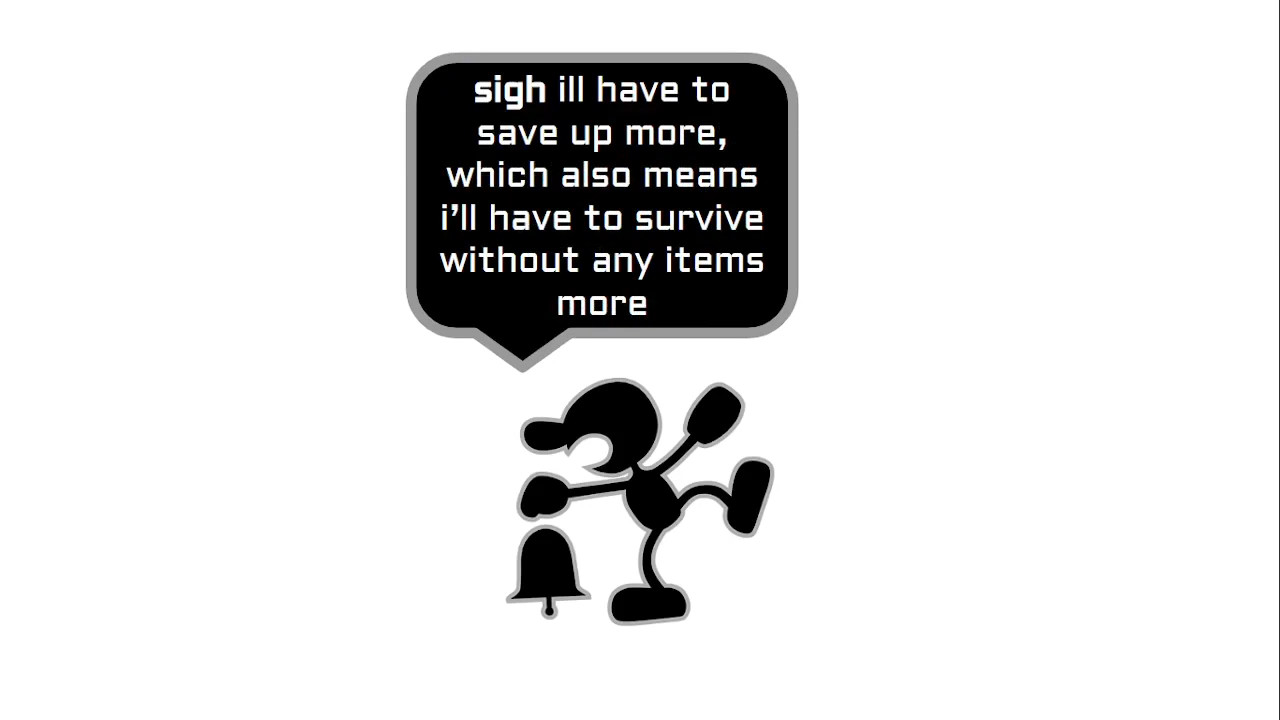 sigh ill have to
save up more,
which also means
i’ll have to survive
without any items
more